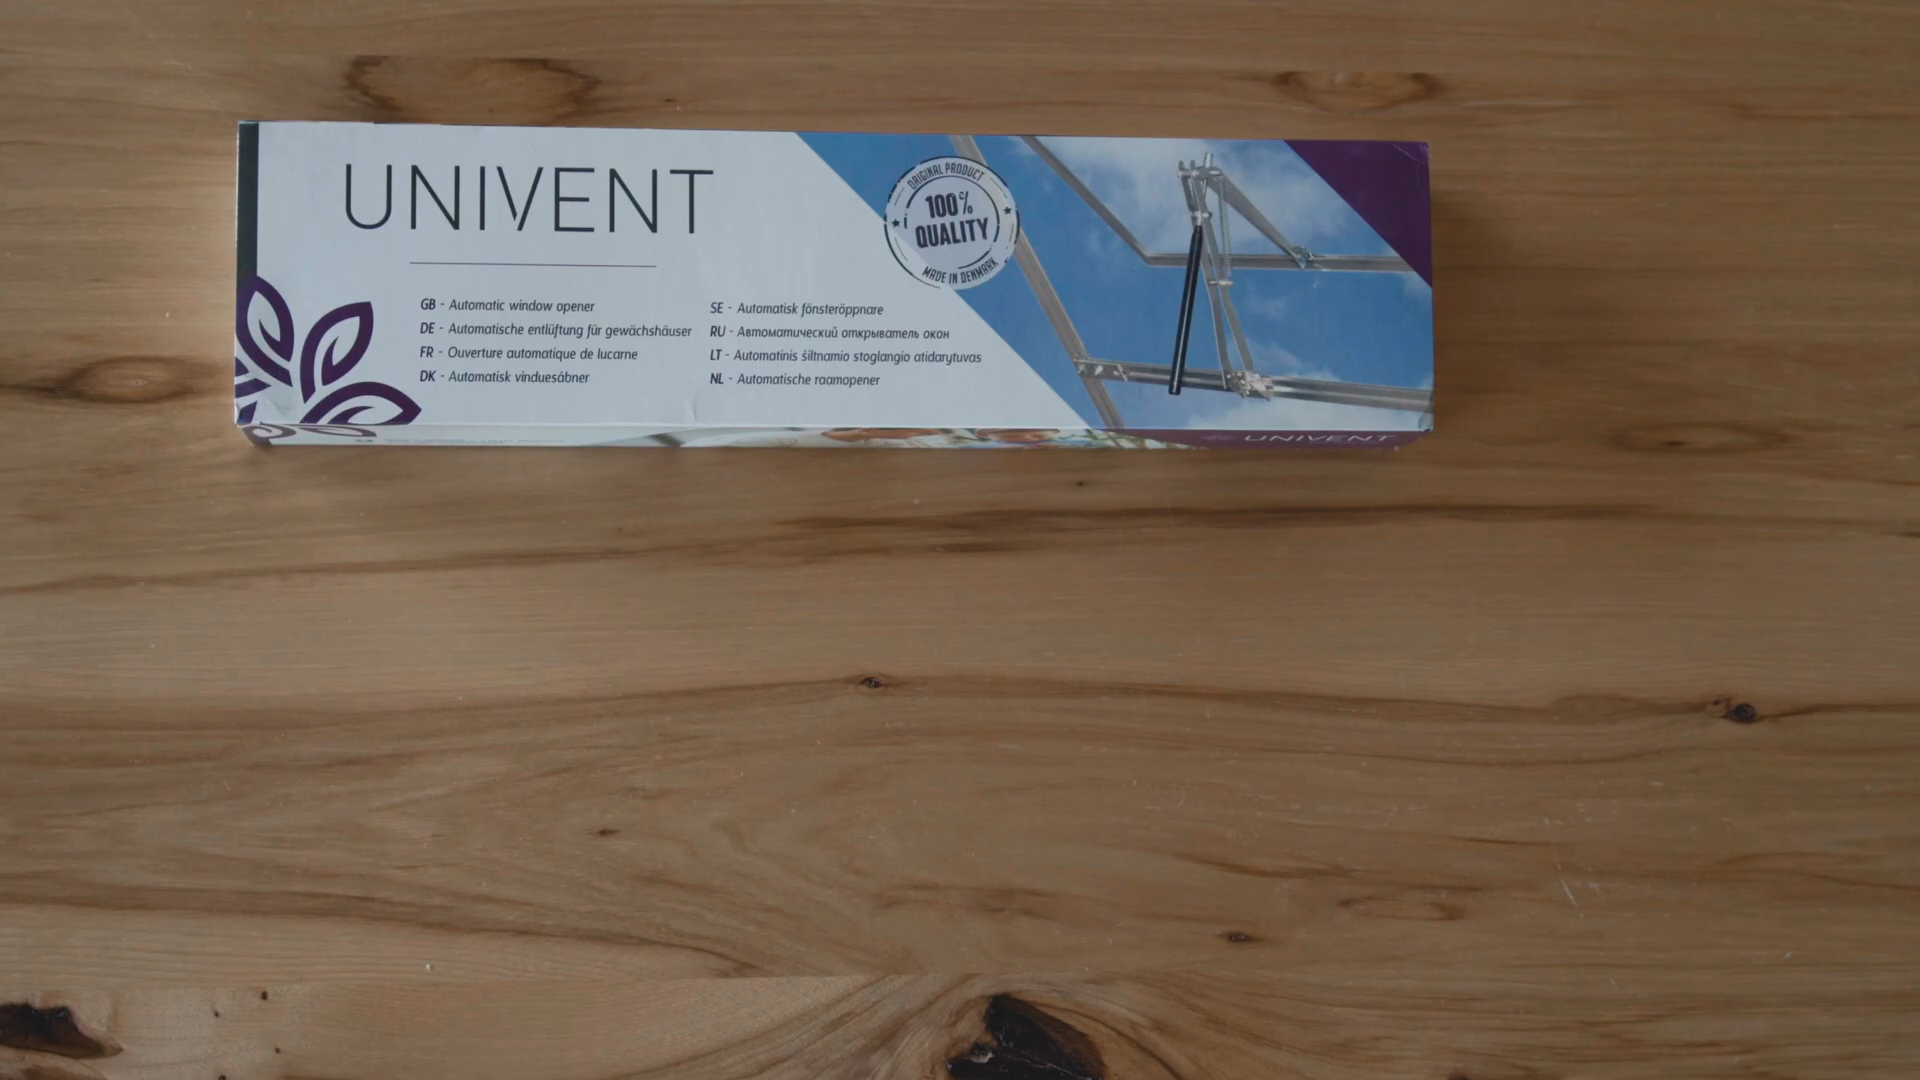 UNIVENT
GB - Automatic window opener
DE - Automatische entlüftung für gewächshäuser
FR - Ouverture automatique de lucarne
DK - Automatisk vinduesåbner
SE - Automatisk fönsteröppnare
RU - Автоматический открыватель окон
LT - Automatinis šiltnamio stoglangio atidarytuvas
NL - Automatische raamopener
ORIGINAL PRODUCT
100%
QUALITY
MADE IN DENMARK
UNIVENT